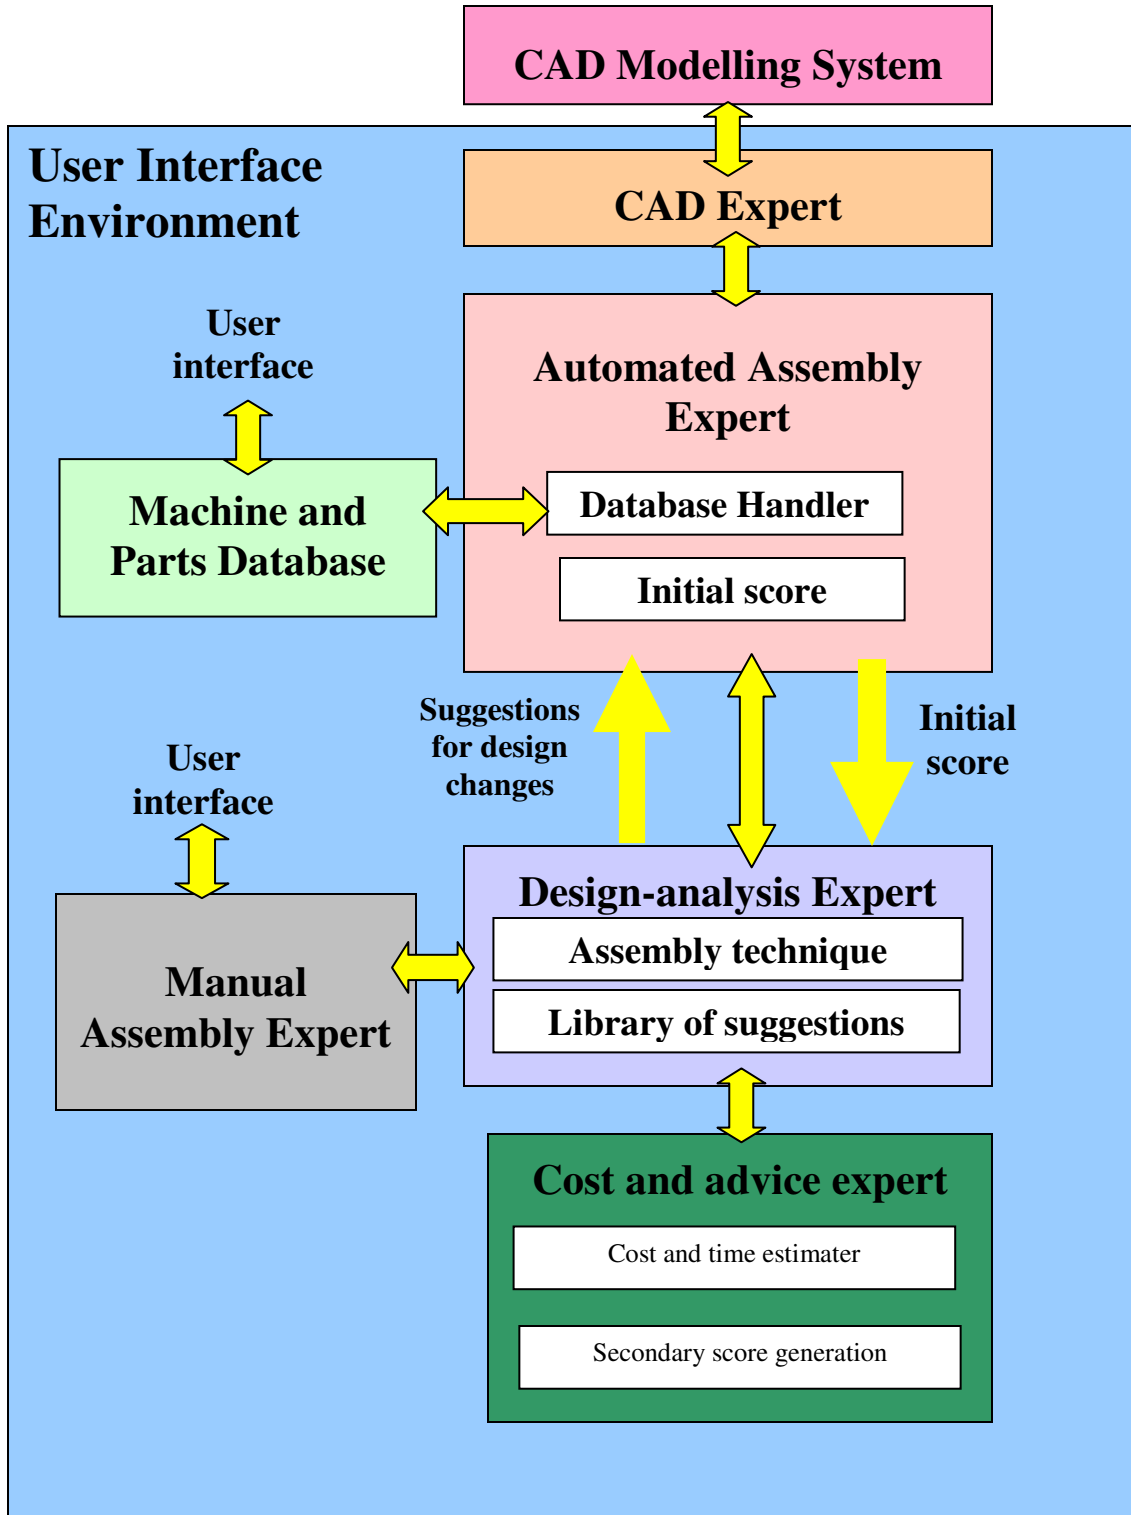 CAD Modelling System
User Interface
Environment
CAD Expert
User
interface
Automated Assembly
Expert
Machine and
Parts Database
Database Handler
Initial score
Suggestions
for design
changes
Initial
score
User
interface
Design-analysis Expert
Assembly technique
Library of suggestions
Manual
Assembly Expert
Cost and advice expert
Cost and time estimater
Secondary score generation